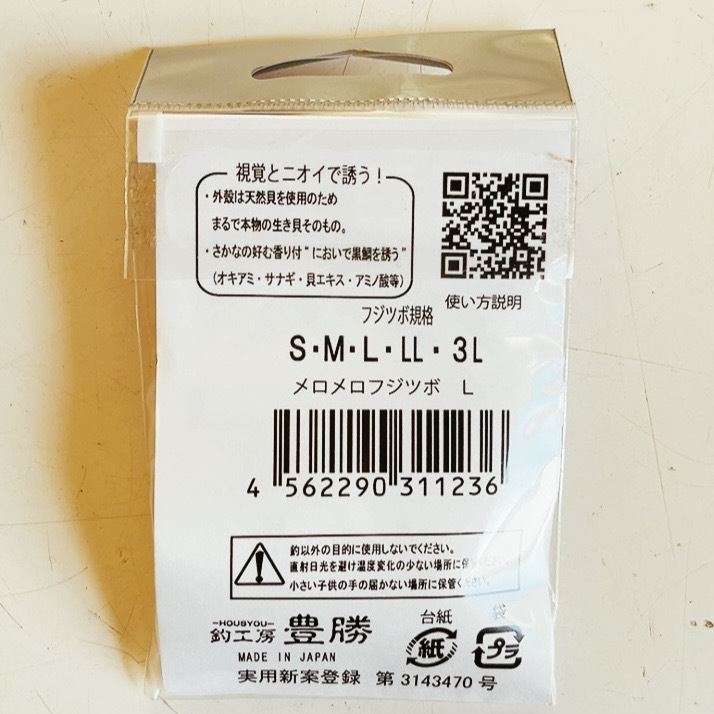 視覚とニオイで誘う!
・外殻は天然貝を使用のため
まるで本物の生き貝そのもの。
・さかなの好む香り付“においで黒鯛を誘う”
(オキアミ・サナギ・貝エキス・アミノ酸等)
使い方説明
フジツボ規格
S・M・L・LL・3L
メロメロフジツボ L
4 562290 311236
釣以外の目的に使用しないでください。
直射日光を避け温度変化の少ない場所に保管ください。
小さい子供の手の届かない場所に保管ください。
-HOUSYOU-
釣工房 豊勝
MADE IN JAPAN
実用新案登録 第3143470号
台紙
紙
袋
プラ